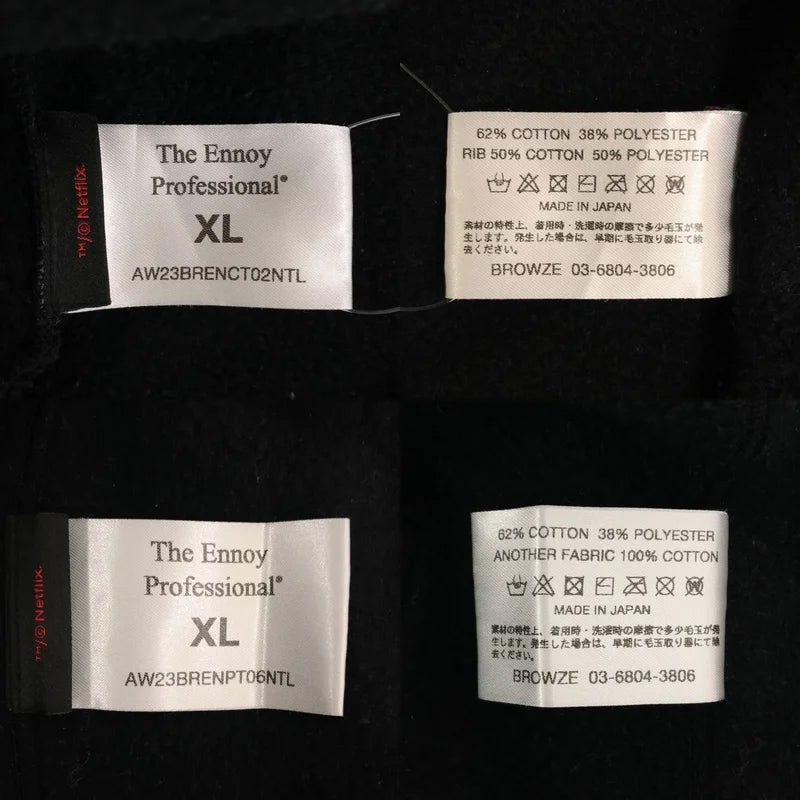 The Ennoy
Professional®
XL
AW23BRENCT02NTL
™/© Netflix.
62% COTTON 38% POLYESTER
RIB 50% COTTON 50% POLYESTER
MADE IN JAPAN
素材の特性上、着用時・洗濯時の摩擦で多少毛玉が発
生します。発生した場合は、早期に毛玉取り器にて除
去ください。
BROWZE 03-6804-3806
The Ennoy
Professional®
XL
AW23BRENPT06NTL
™/© Netflix.
62% COTTON 38% POLYESTER
ANOTHER FABRIC 100% COTTON
MADE IN JAPAN
素材の特性上、着用時・洗濯時の摩擦で多少毛玉が発
生します。発生した場合は、早期に毛玉取り器にて除
去ください。
BROWZE 03-6804-3806